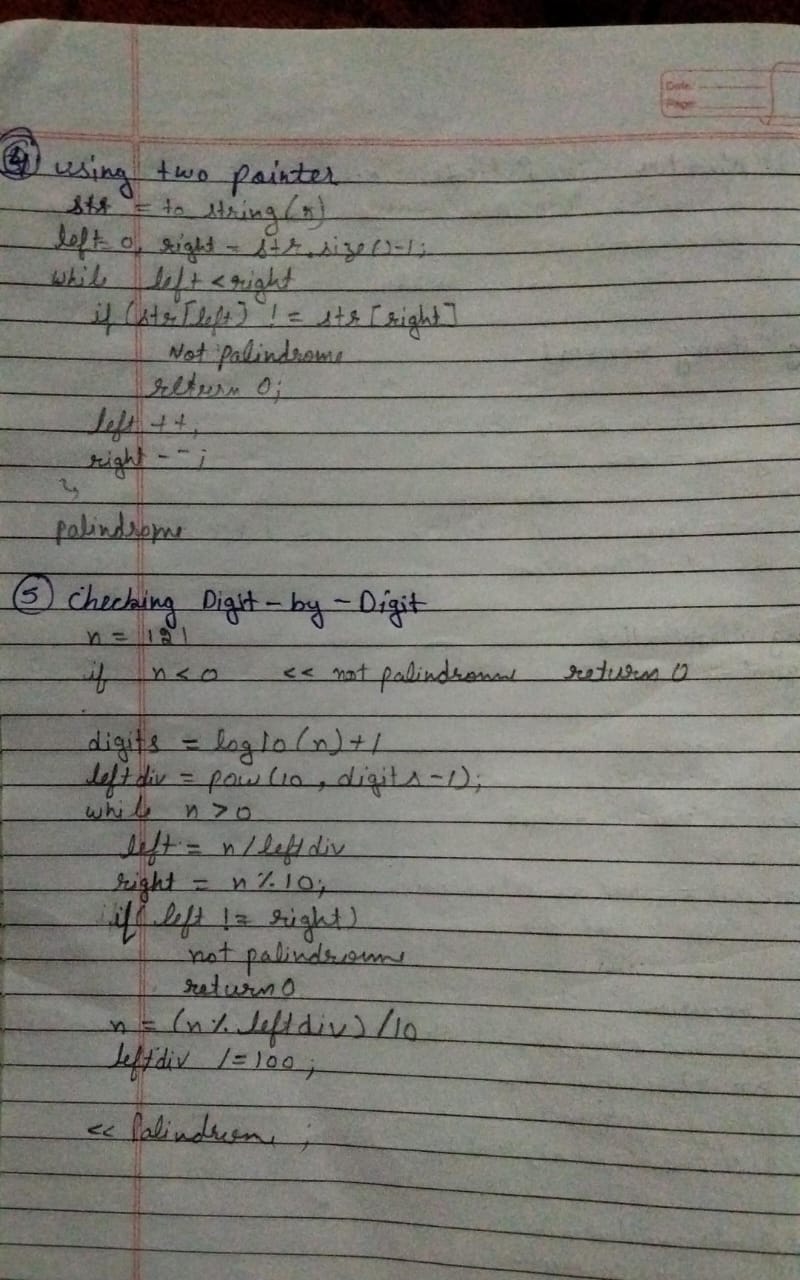 Date:
Page:
④ using two pointer
str = to string(n)
left= 0, right = str.size()-1;
while left < right
if (str[left) != str[right]
Not palindrome
return 0;
left ++;
right --;
}
palindrome
⑤ Checking Digit-by-Digit
n = 121
if n < 0 << not palindrome return 0
digits = log10(n)+1
leftdiv = pow(10, digits-1);
while n > 0
left = n/leftdiv
right = n % 10;
if( left != right)
not palindrome
return 0
n = (n % leftdiv) /10
leftdiv /=100;
<< Palindrom ;